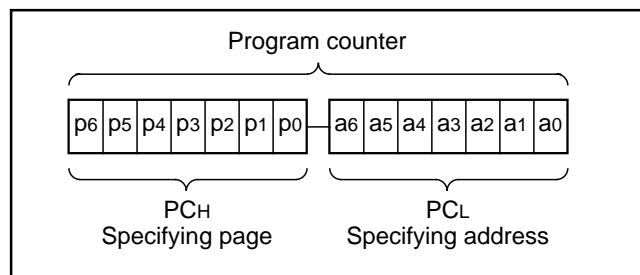 Program counter
p6 p5 p4 p3 p2 p1 p0 a6 a5 a4 a3 a2 a1 a0
PCH PCL
Specifying page Specifying address